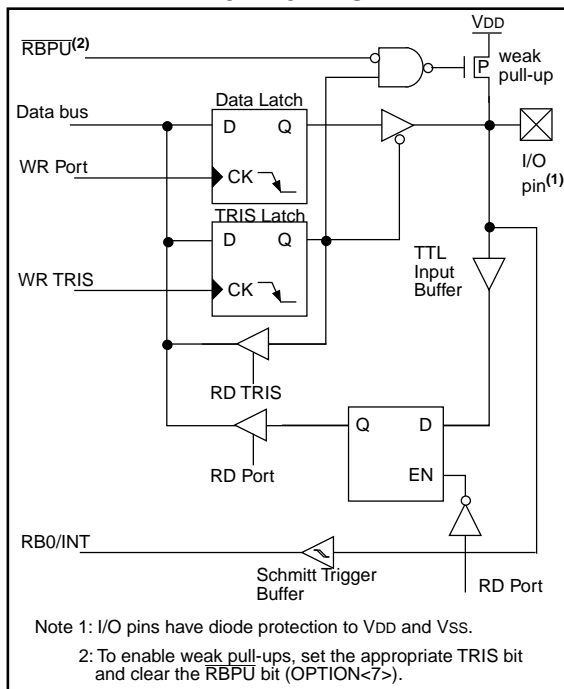 VDD
RBPU(2)
P
weak
pull-up
Data Latch
Data bus
D
Q
I/O
pin(1)
WR Port
CK
TRIS Latch
D
Q
TTL
Input
Buffer
WR TRIS
CK
RD TRIS
Q
D
RD Port
EN
RB0/INT
Schmitt Trigger
Buffer
RD Port
Note 1: I/O pins have diode protection to VDD and VSS.
2: To enable weak pull-ups, set the appropriate TRIS bit
and clear the RBPU bit (OPTION<7>).